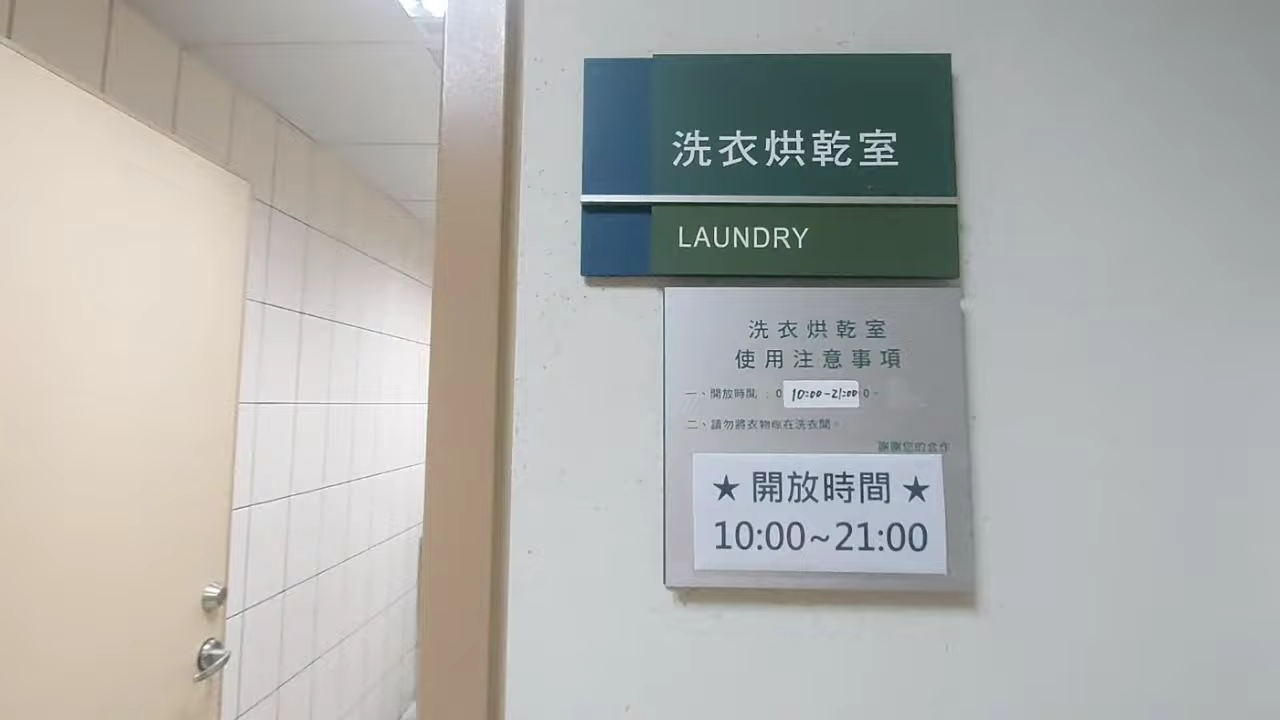 洗衣烘乾室
LAUNDRY
洗衣烘乾室
使用注意事項
一、開放時間：0 10:00~21:00 0。
二、請勿將衣物晾在洗衣間。
謝謝您的合作
★ 開放時間 ★
10:00~21:00